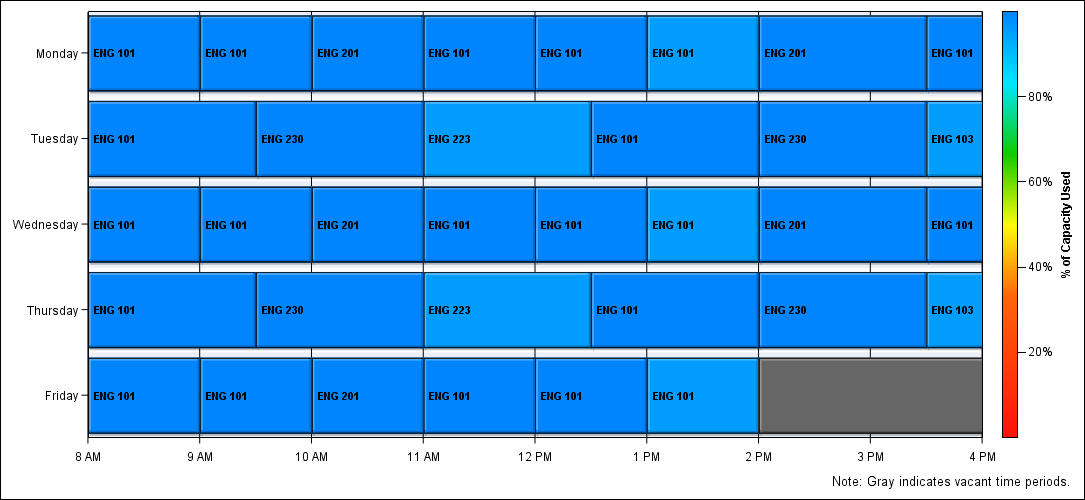 Monday ENG 101 ENG 101 ENG 201 ENG 101 ENG 101 ENG 101 ENG 201 ENG 101
80%
Tuesday ENG 101 ENG 230 ENG 223 ENG 101 ENG 230 ENG 103
60%
Wednesday ENG 101 ENG 101 ENG 201 ENG 101 ENG 101 ENG 101 ENG 201 ENG 101
% of Capacity Used
40%
Thursday ENG 101 ENG 230 ENG 223 ENG 101 ENG 230 ENG 103
20%
Friday ENG 101 ENG 101 ENG 201 ENG 101 ENG 101 ENG 101
8 AM 9 AM 10 AM 11 AM 12 PM 1 PM 2 PM 3 PM 4 PM
Note: Gray indicates vacant time periods.